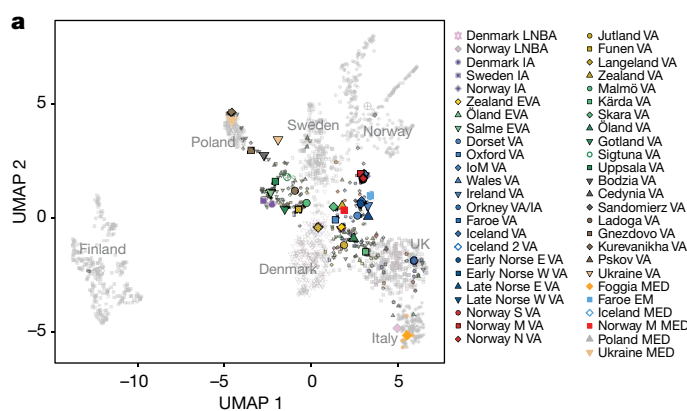 a
UMAP 2
5
0
−5
−10
−5
0
5
UMAP 1
Poland
Sweden
Norway
Finland
Denmark
UK
Italy
Denmark LNBA
Norway LNBA
Denmark IA
Sweden IA
Norway IA
Zealand EVA
Öland EVA
Salme EVA
Dorset VA
Oxford VA
IoM VA
Wales VA
Ireland VA
Orkney VA/IA
Faroe VA
Iceland VA
Iceland 2 VA
Early Norse E VA
Early Norse W VA
Late Norse E VA
Late Norse W VA
Norway S VA
Norway M VA
Norway N VA
Jutland VA
Funen VA
Langeland VA
Zealand VA
Malmö VA
Kärda VA
Skara VA
Öland VA
Gotland VA
Sigtuna VA
Uppsala VA
Bodzia VA
Cedynia VA
Sandomierz VA
Ladoga VA
Gnezdovo VA
Kurevanikha VA
Pskov VA
Ukraine VA
Foggia MED
Faroe EM
Iceland MED
Norway M MED
Poland MED
Ukraine MED